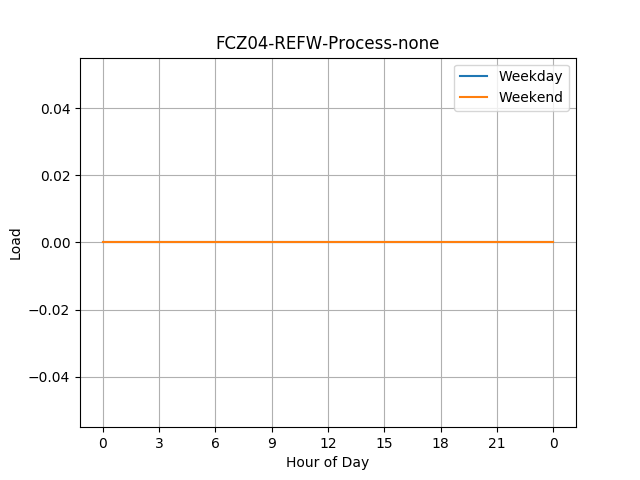 FCZ04-REFW-Process-none
Weekday
Weekend
0.04
0.02
0.00
−0.02
−0.04
Load
0 3 6 9 12 15 18 21 0
Hour of Day